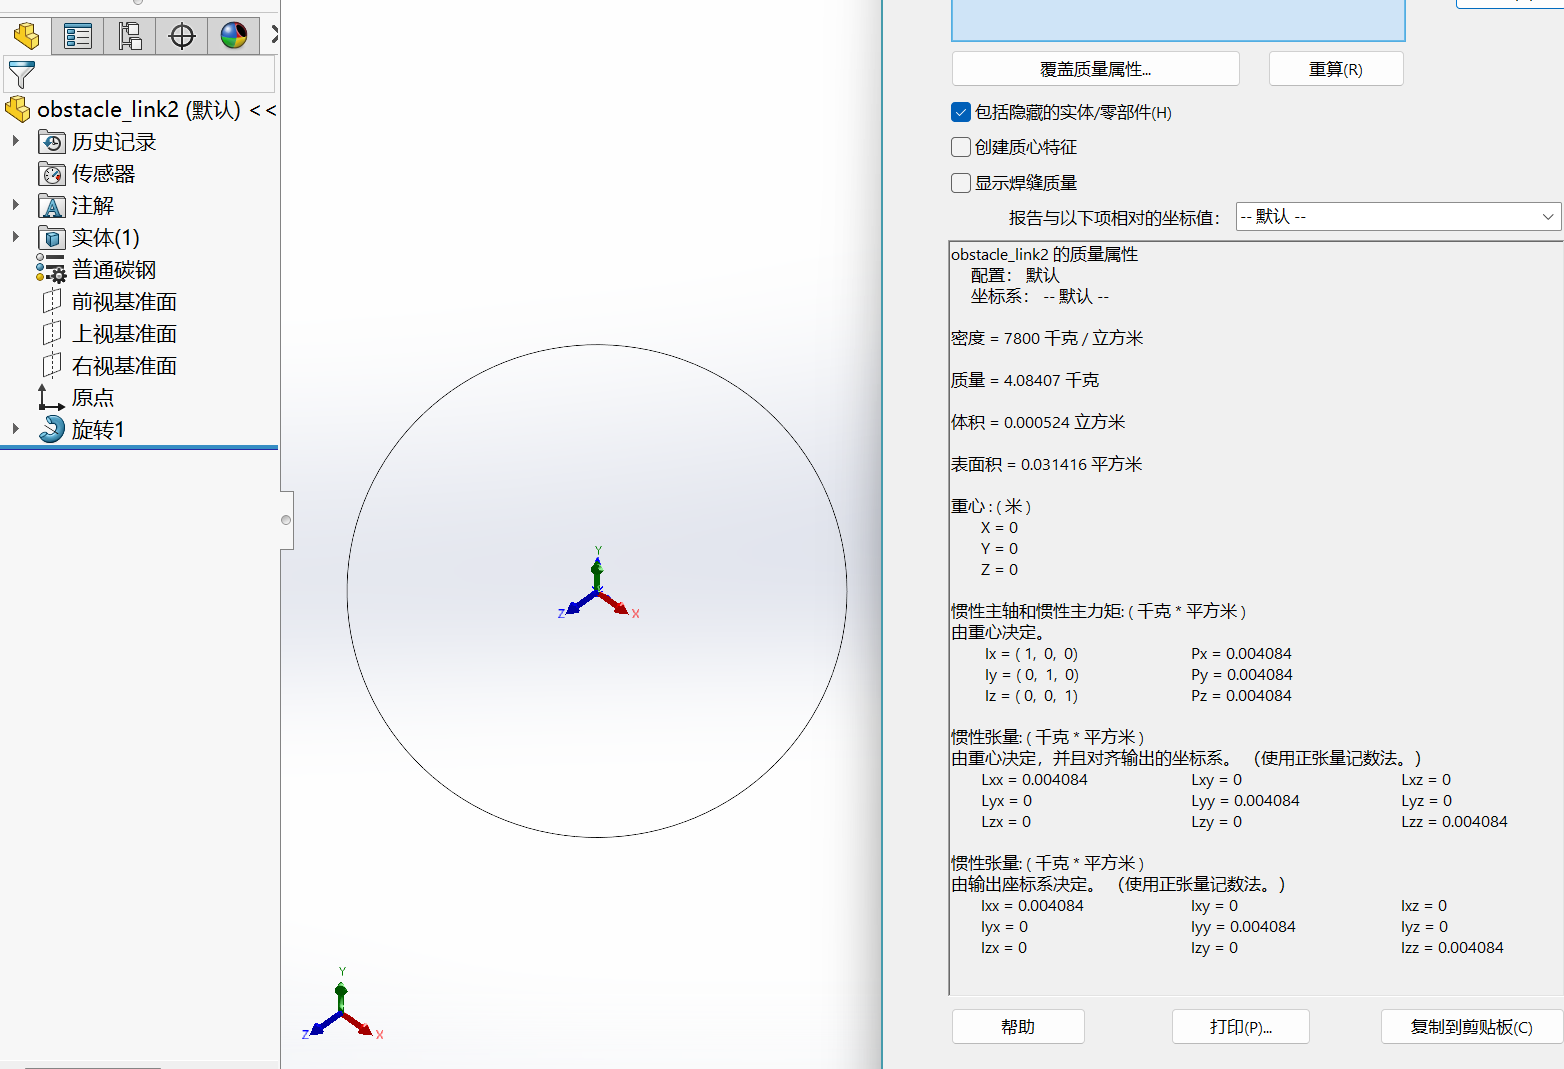 obstacle_link2 (默认) <<
历史记录
传感器
注解
实体(1)
普通碳钢
前视基准面
上视基准面
右视基准面
原点
旋转1
Y
Z
X
Y
Z
X
覆盖质量属性...
重算(R)
包括隐藏的实体/零部件(H)
创建质心特征
显示焊缝质量
报告与以下项相对的坐标值：
-- 默认 --
obstacle_link2 的质量属性
配置： 默认
坐标系： -- 默认 --
密度 = 7800 千克 / 立方米
质量 = 4.08407 千克
体积 = 0.000524 立方米
表面积 = 0.031416 平方米
重心 : ( 米 )
X = 0
Y = 0
Z = 0
惯性主轴和惯性主力矩: ( 千克 * 平方米 )
由重心决定。
Ix = ( 1, 0, 0) Px = 0.004084
Iy = ( 0, 1, 0) Py = 0.004084
Iz = ( 0, 0, 1) Pz = 0.004084
惯性张量: ( 千克 * 平方米 )
由重心决定，并且对齐输出的坐标系。 （使用正张量记数法。）
Lxx = 0.004084 Lxy = 0 Lxz = 0
Lyx = 0 Lyy = 0.004084 Lyz = 0
Lzx = 0 Lzy = 0 Lzz = 0.004084
惯性张量: ( 千克 * 平方米 )
由输出座标系决定。 （使用正张量记数法。）
Ixx = 0.004084 Ixy = 0 Ixz = 0
Iyx = 0 Iyy = 0.004084 Iyz = 0
Izx = 0 Izy = 0 Izz = 0.004084
帮助
打印(P)...
复制到剪贴板(C)